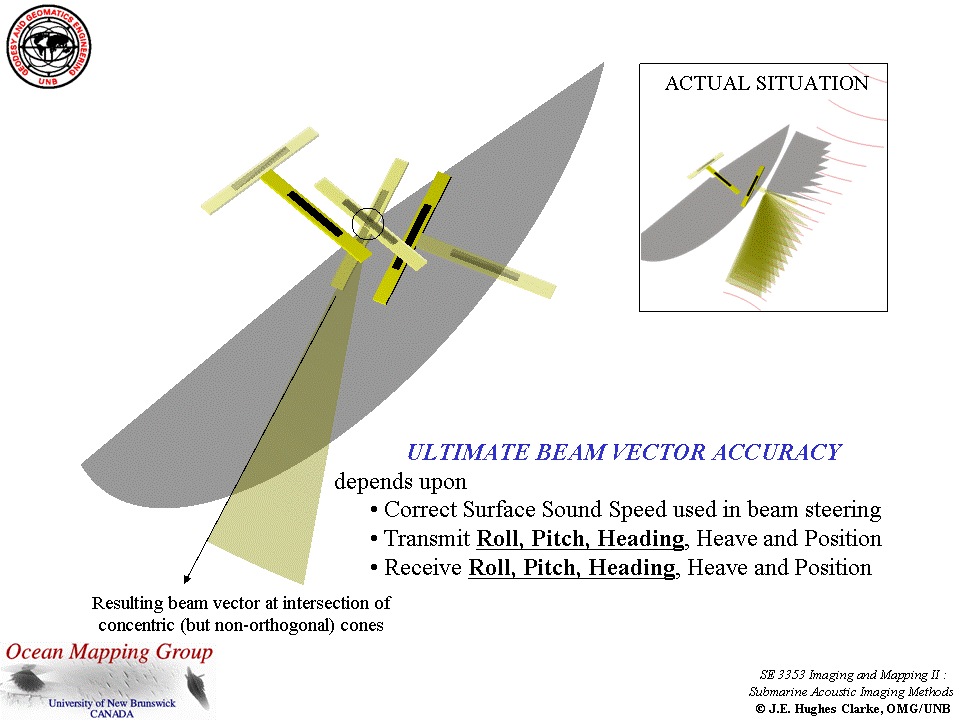 GEODESY AND GEOMATICS ENGINEERING
UNB
ACTUAL SITUATION
ULTIMATE BEAM VECTOR ACCURACY
depends upon
• Correct Surface Sound Speed used in beam steering
• Transmit Roll, Pitch, Heading, Heave and Position
• Receive Roll, Pitch, Heading, Heave and Position
Resulting beam vector at intersection of
concentric (but non-orthogonal) cones
Ocean Mapping Group
University of New Brunswick
CANADA
SE 3353 Imaging and Mapping II :
Submarine Acoustic Imaging Methods
© J.E. Hughes Clarke, OMG/UNB